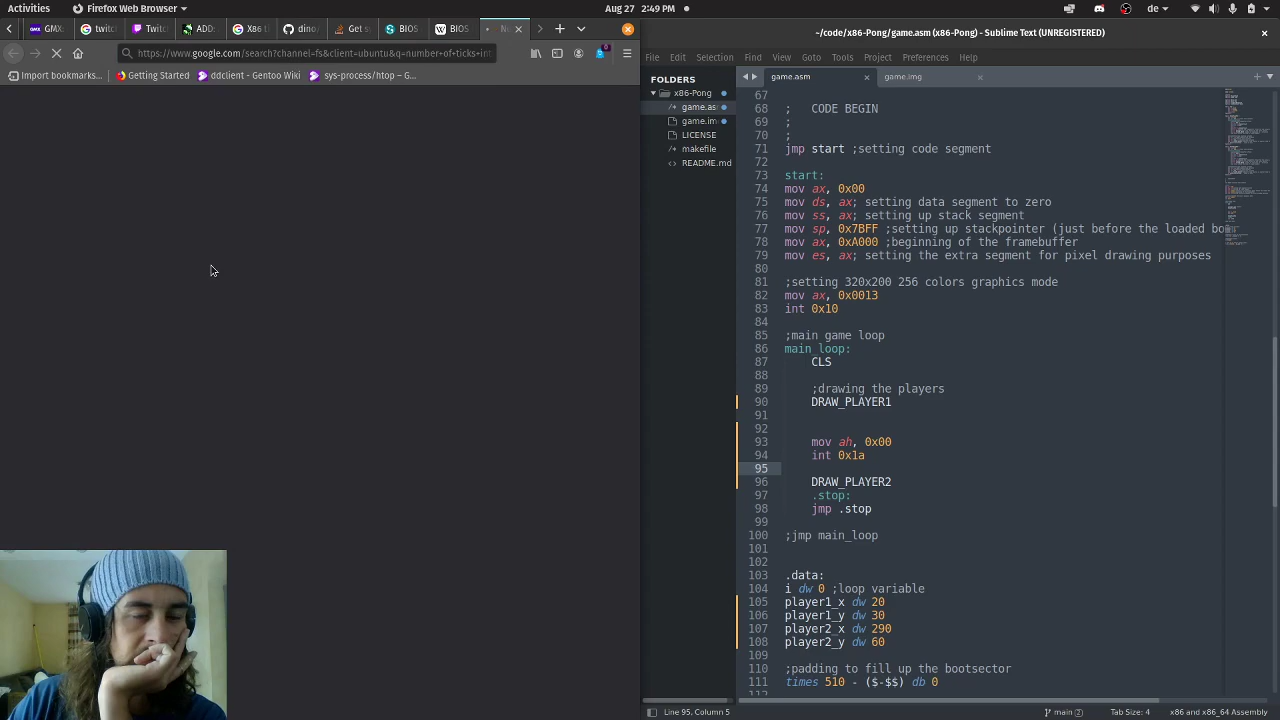 Activities
Firefox Web Browser
Aug 27 2:49 PM
de
GMX:
twitch
Twitch
ADD:
X86 t
dino/
Get s
BIOS
BIOS
https://www.google.com/search?channel=fs&client=ubuntu&q=number+of+ticks+int
Import bookmarks...
Getting Started
ddclient - Gentoo Wiki
sys-process/htop – G...
~/code/x86-Pong/game.asm (x86-Pong) - Sublime Text (UNREGISTERED)
File Edit Selection Find View Goto Tools Project Preferences Help
FOLDERS
x86-Pong
game.asm
game.im
LICENSE
makefile
README.md
game.asm
game.img
67
68 ; CODE BEGIN
69 ;
70 ;
71 jmp start ;setting code segment
72
73 start:
74 mov ax, 0x00
75 mov ds, ax; setting data segment to zero
76 mov ss, ax; setting up stack segment
77 mov sp, 0x7BFF ;setting up stackpointer (just before the loaded bo
78 mov ax, 0xA000 ;beginning of the framebuffer
79 mov es, ax; setting the extra segment for pixel drawing purposes
80
81 ;setting 320x200 256 colors graphics mode
82 mov ax, 0x0013
83 int 0x10
84
85 ;main game loop
86 main_loop:
87 CLS
88
89 ;drawing the players
90 DRAW_PLAYER1
91
92
93 mov ah, 0x00
94 int 0x1a
95
96 DRAW_PLAYER2
97 .stop:
98 jmp .stop
99
100 ;jmp main_loop
101
102
103 .data:
104 i dw 0 ;loop variable
105 player1_x dw 20
106 player1_y dw 30
107 player2_x dw 290
108 player2_y dw 60
109
110 ;padding to fill up the bootsector
111 times 510 - ($-$$) db 0
Line 95, Column 5
main (2)
Tab Size: 4
x86 and x86_64 Assembly